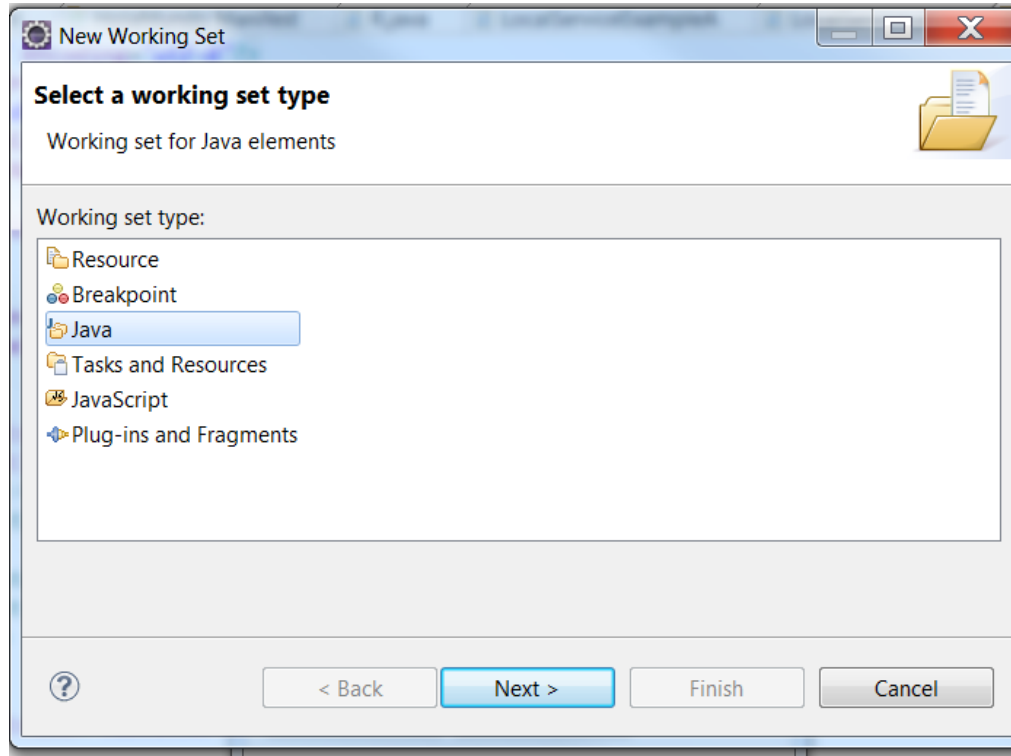 New Working Set
Select a working set type
Working set for Java elements
Working set type:
Resource
Breakpoint
Java
Tasks and Resources
JavaScript
Plug-ins and Fragments
< Back Next > Finish Cancel